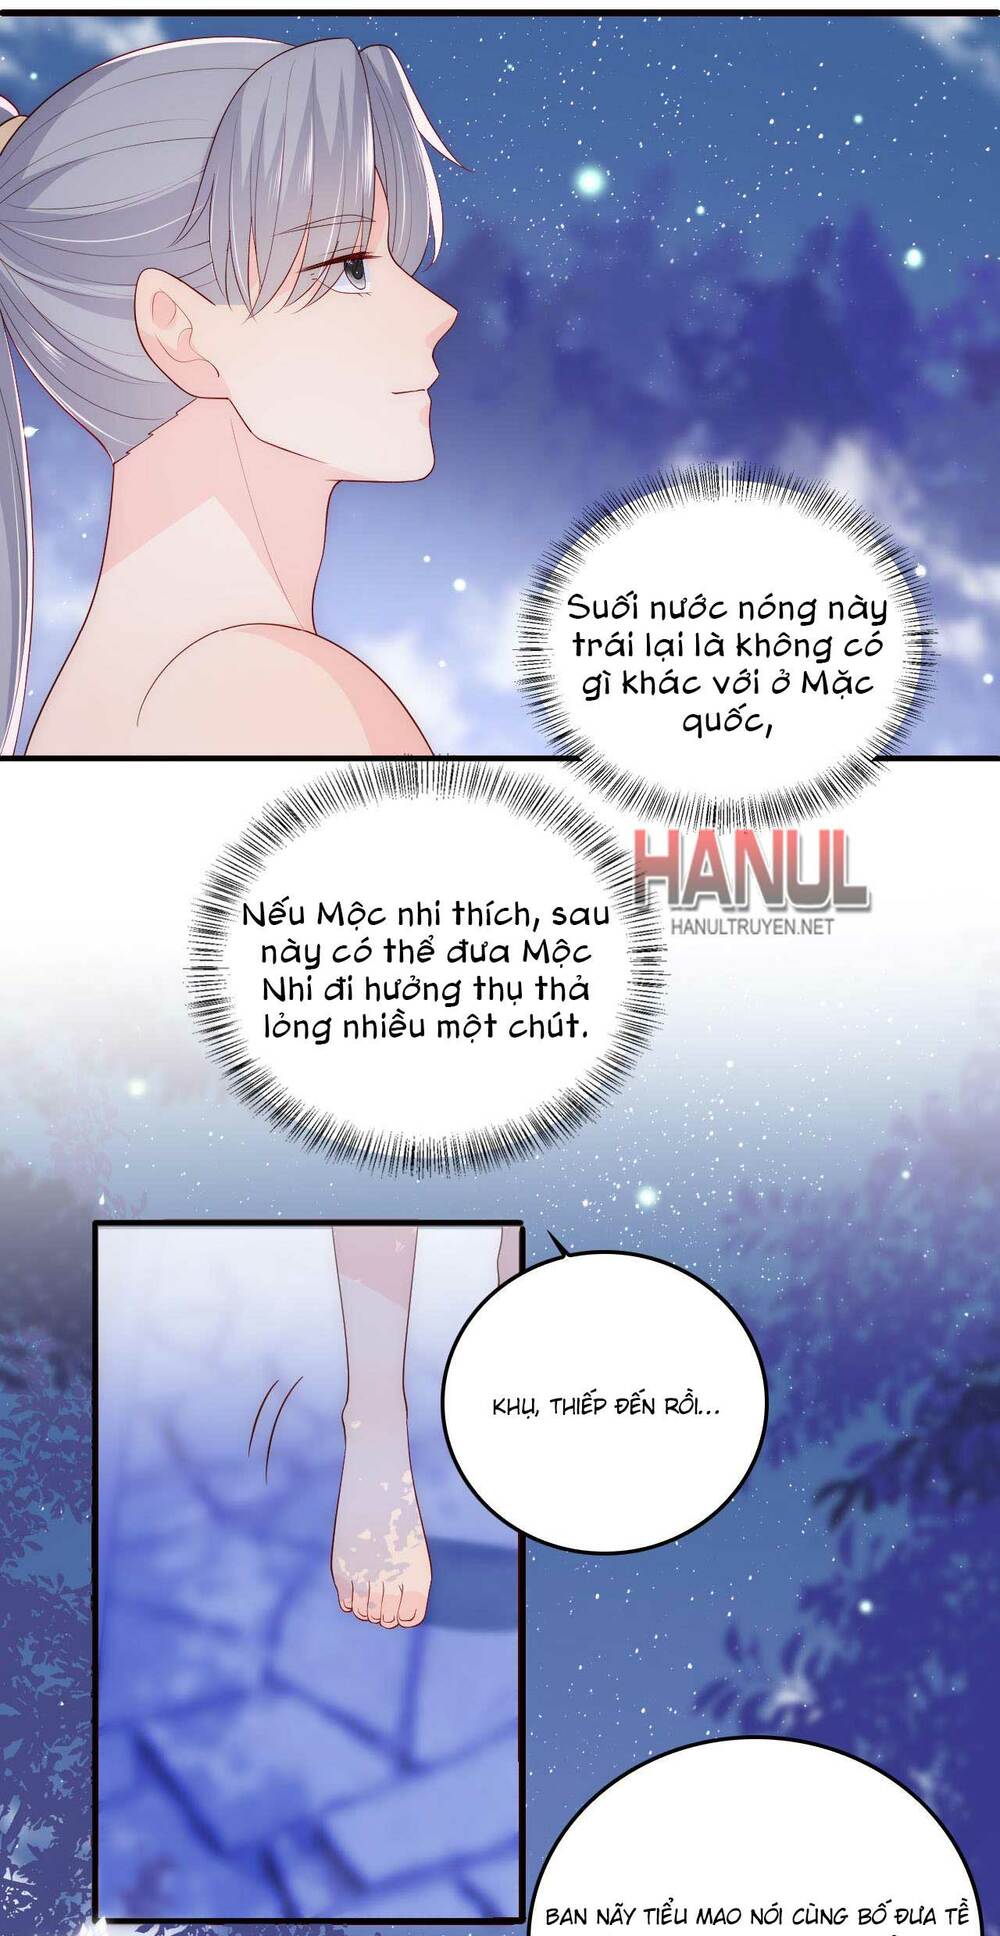 Suối nước nóng này
trái lại là không có
gì khác với ở Mặc
quốc,
HANUL
HANULTRUYEN.NET
Nếu Mộc nhi thích, sau
này có thể đưa Mộc
Nhi đi hưởng thụ thả
lỏng nhiều một chút.
KHỤ, THIẾP ĐẾN RỒI...
BAN NÃY TIỂU MAO NÓI CÙNG BỐ ĐƯA TỀ